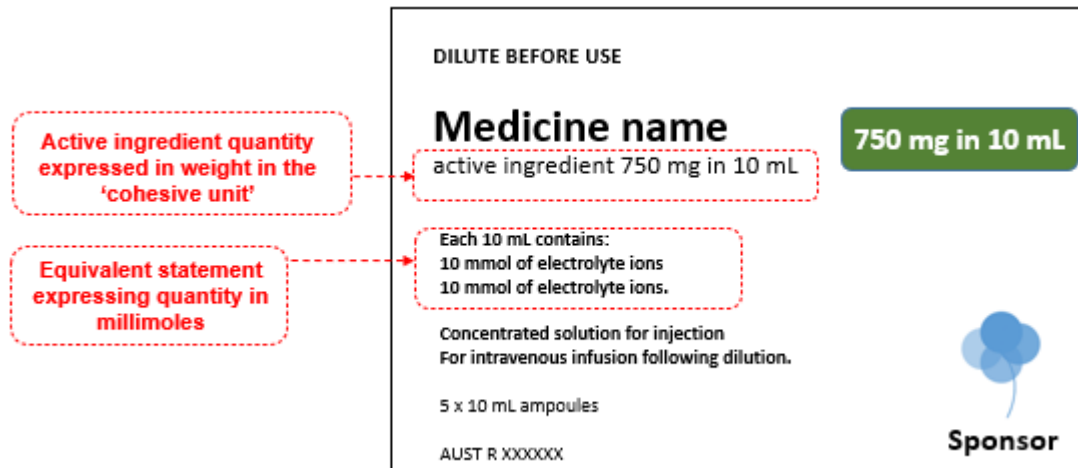 DILUTE BEFORE USE
Active ingredient quantity
expressed in weight in the
‘cohesive unit’
Medicine name
active ingredient 750 mg in 10 mL
750 mg in 10 mL
Equivalent statement
expressing quantity in
millimoles
Each 10 mL contains:
10 mmol of electrolyte ions
10 mmol of electrolyte ions.
Concentrated solution for injection
For intravenous infusion following dilution.
5 x 10 mL ampoules
AUST R XXXXXX
Sponsor